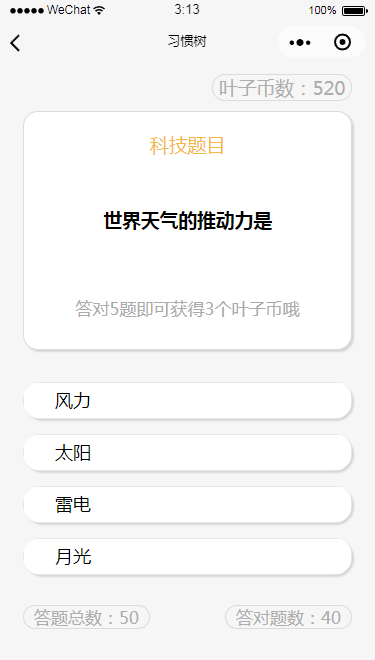 WeChat 3:13 100%
习惯树
叶子币数：520
科技题目
世界天气的推动力是
答对5题即可获得3个叶子币哦
风力
太阳
雷电
月光
答题总数：50 答对题数：40